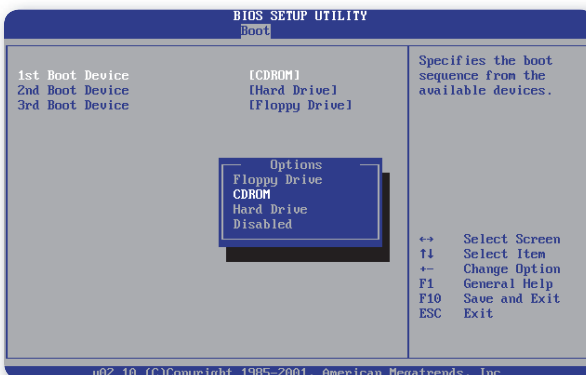 BIOS SETUP UTILITY
Boot
1st Boot Device [CDROM]
2nd Boot Device [Hard Drive]
3rd Boot Device [Floppy Drive]
Options
Floppy Drive
CDROM
Hard Drive
Disabled
Specifies the boot
sequence from the
available devices.
←→ Select Screen
↑↓ Select Item
+- Change Option
F1 General Help
F10 Save and Exit
ESC Exit
v02.10 (C)Copyright 1985-2001, American Megatrends, Inc.